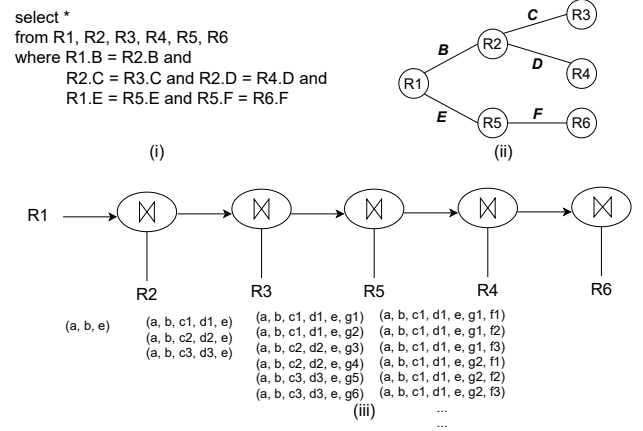 select *
from R1, R2, R3, R4, R5, R6
where R1.B = R2.B and
R2.C = R3.C and R2.D = R4.D and
R1.E = R5.E and R5.F = R6.F
(i)
C
R3
B
R2
D
R4
R1
E
R5
F
R6
(ii)
R1
⋈ ⋈ ⋈ ⋈ ⋈
R2 R3 R5 R4 R6
(a, b, e)
(a, b, c1, d1, e)
(a, b, c2, d2, e)
(a, b, c3, d3, e)
(a, b, c1, d1, e, g1)
(a, b, c1, d1, e, g2)
(a, b, c2, d2, e, g3)
(a, b, c2, d2, e, g4)
(a, b, c3, d3, e, g5)
(a, b, c3, d3, e, g6)
(a, b, c1, d1, e, g1, f1)
(a, b, c1, d1, e, g1, f2)
(a, b, c1, d1, e, g1, f3)
(a, b, c1, d1, e, g2, f1)
(a, b, c1, d1, e, g2, f2)
(a, b, c1, d1, e, g2, f3)
...
...
(iii)